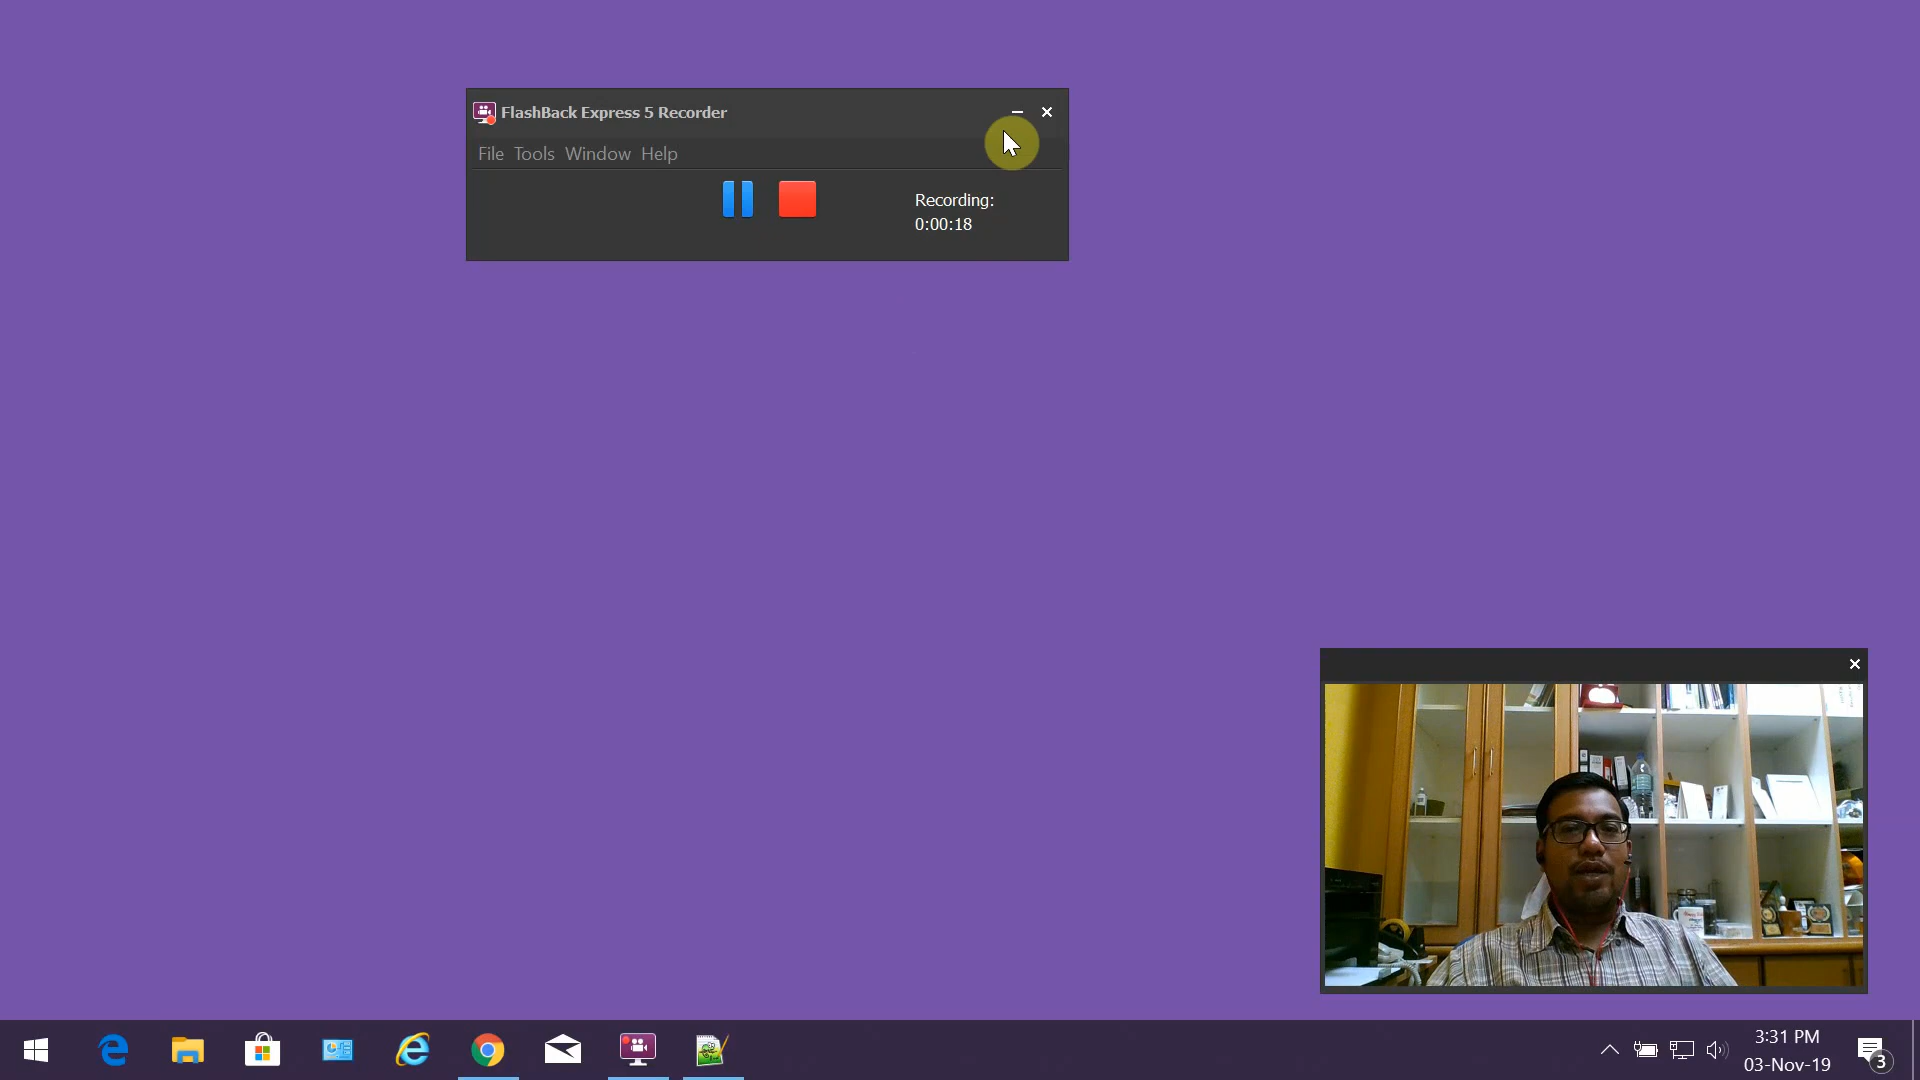 FlashBack Express 5 Recorder
File Tools Window Help
Recording:
0:00:18
3:31 PM
03-Nov-19
3